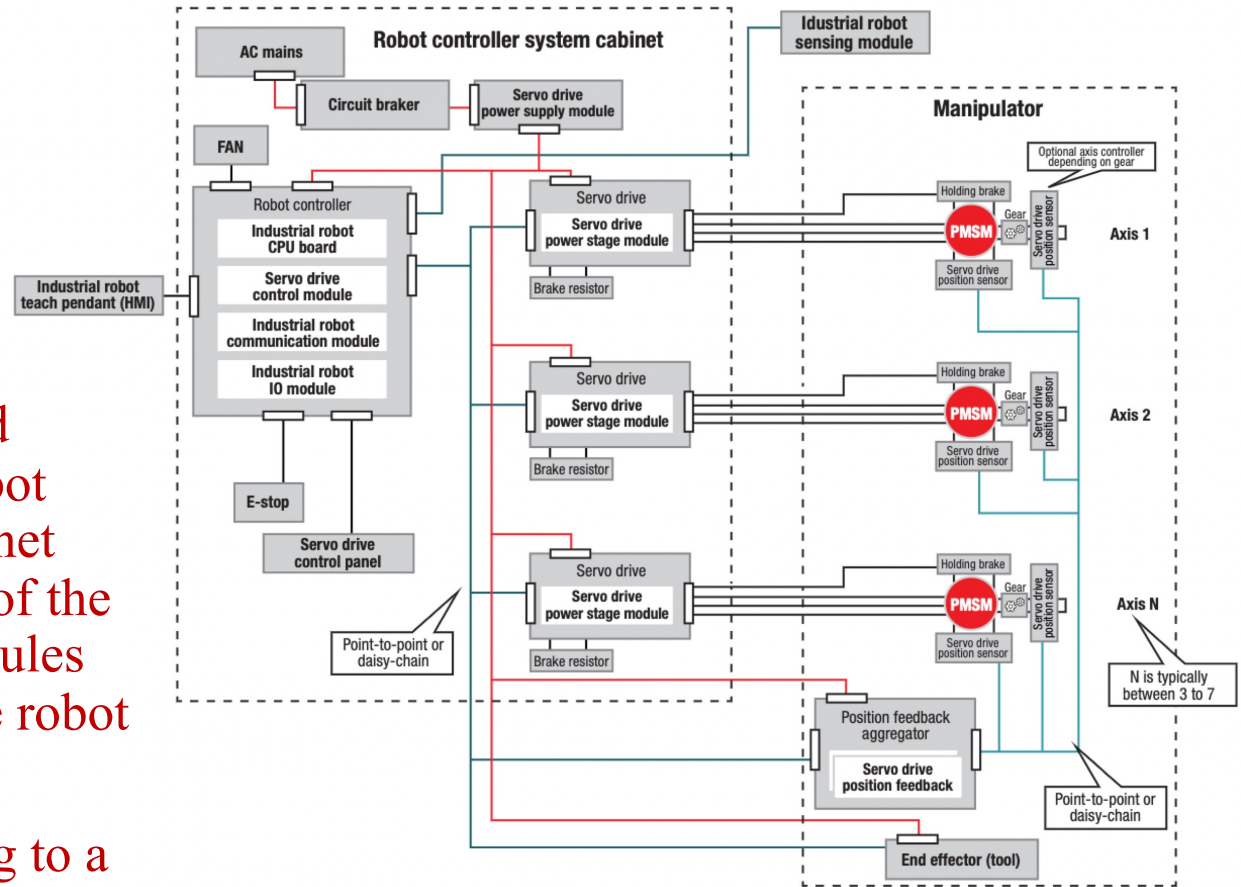 Robot controller system cabinet
AC mains
Circuit braker
Servo drive
power supply module
Idustrial robot
sensing module
FAN
Robot controller
Industrial robot
CPU board
Servo drive
control module
Industrial robot
communication module
Industrial robot
IO module
Industrial robot
teach pendant (HMI)
E-stop
Servo drive
control panel
Servo drive
Servo drive
power stage module
Brake resistor
Servo drive
Servo drive
power stage module
Brake resistor
Servo drive
Servo drive
power stage module
Brake resistor
Point-to-point or
daisy-chain
Manipulator
Optional axis controller
depending on gear
Holding brake
PMSM
Gear
Servo drive
position sensor
Servo drive
position sensor
Axis 1
Holding brake
PMSM
Gear
Servo drive
position sensor
Servo drive
position sensor
Axis 2
Holding brake
PMSM
Gear
Servo drive
position sensor
Servo drive
position sensor
Axis N
N is typically
between 3 to 7
Position feedback
aggregator
Servo drive
position feedback
Point-to-point or
daisy-chain
End effector (tool)
of the
robot
to a